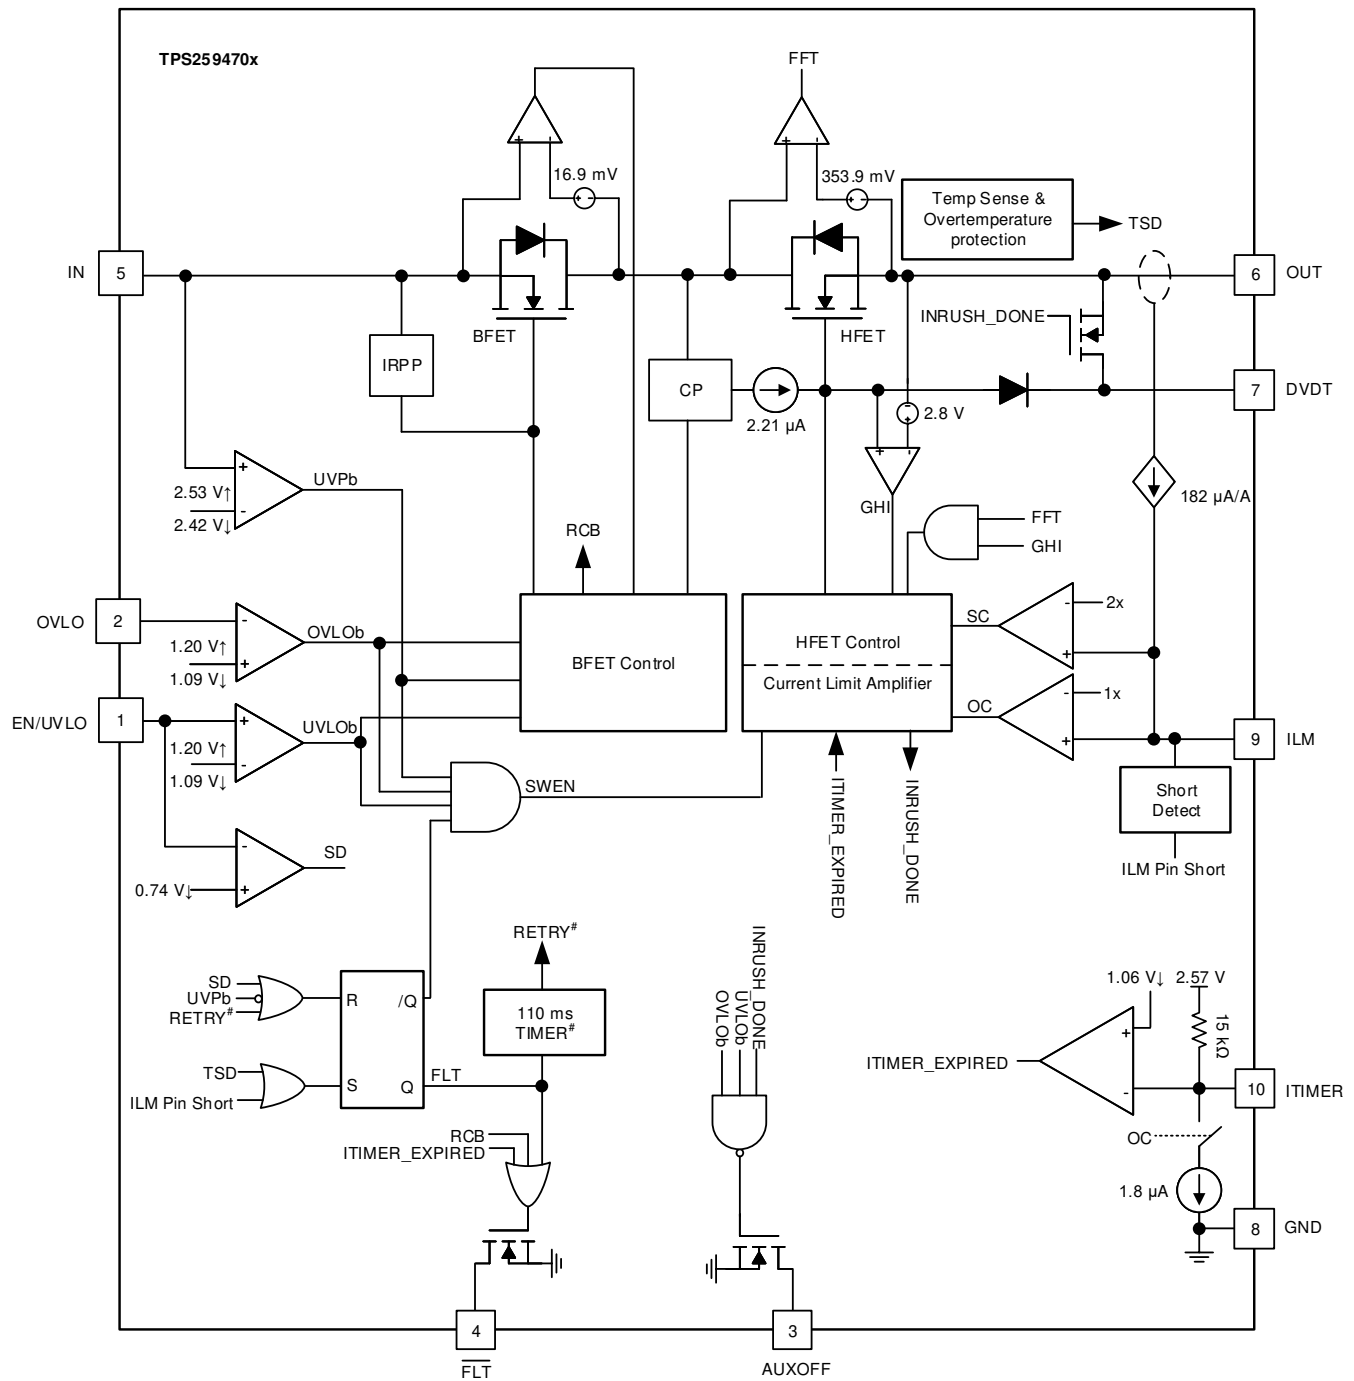 TPS259470x
FFT
16.9 mV
353.9 mV
Temp Sense &
Overtemperature
protection
TSD
+
-
+
-
+ -
+ -
IN
5
6
OUT
BFET
HFET
INRUSH_DONE
IRPP
CP
2.21 µA
-
+
2.8 V
7
DVDT
+
-
GHI
UVPb
+
2.53 V↑
-
2.42 V↓
182 µA/A
FFT
GHI
RCB
OVLO
2
-
OVLOb
1.20 V↑
+
1.09 V↓
BFET Control
HFET Control
Current Limit Amplifier
SC
-
2x
+
OC
-
1x
+
EN/UVLO
1
+
UVLOb
1.20 V↑
-
1.09 V↓
9
ILM
SWEN
ITIMER_EXPIRED
INRUSH_DONE
Short
Detect
ILM Pin Short
-
SD
0.74 V↓
+
RETRY#
INRUSH_DONE
UVLOb
OVLOb
SD
UVPb
RETRY#
R
/Q
110 ms
TIMER#
1.06 V↓
2.57 V
+
15 kΩ
ITIMER_EXPIRED
TSD
ILM Pin Short
S
Q
FLT
-
10
ITIMER
RCB
ITIMER_EXPIRED
OC
1.8 µA
8
GND
4
FLT
3
AUXOFF